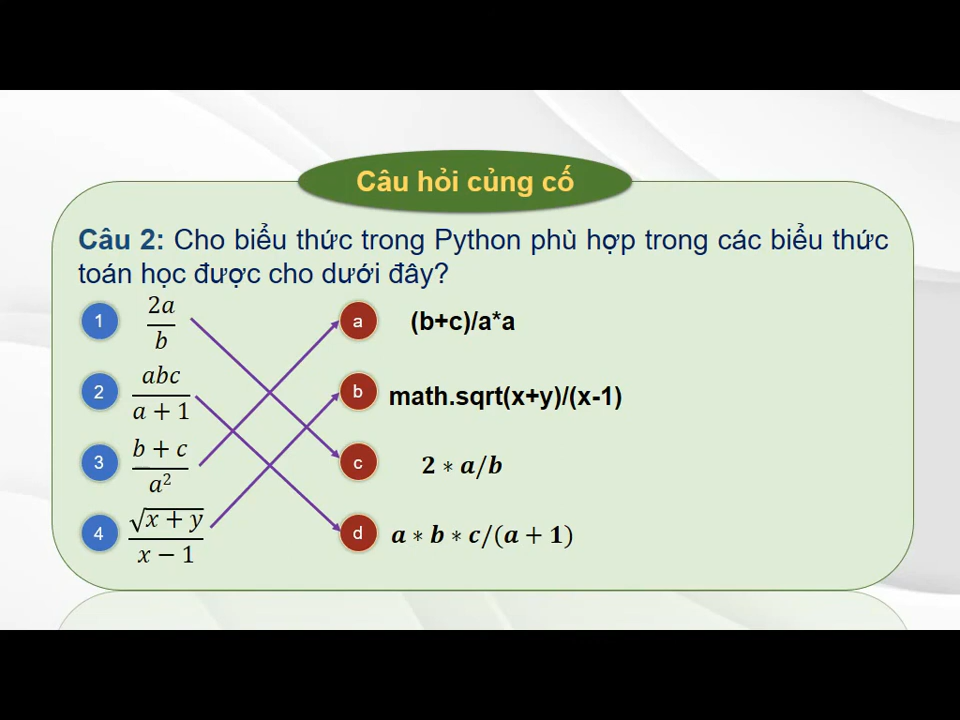 Câu hỏi củng cố
Câu 2: Cho biểu thức trong Python phù hợp trong các biểu thức
toán học được cho dưới đây?
1 2a/b a (b+c)/a*a
2 abc/(a + 1) b math.sqrt(x+y)/(x-1)
3 (b + c)/a² c 2 * a/b
4 √(x + y)/(x − 1) d a * b * c/(a + 1)